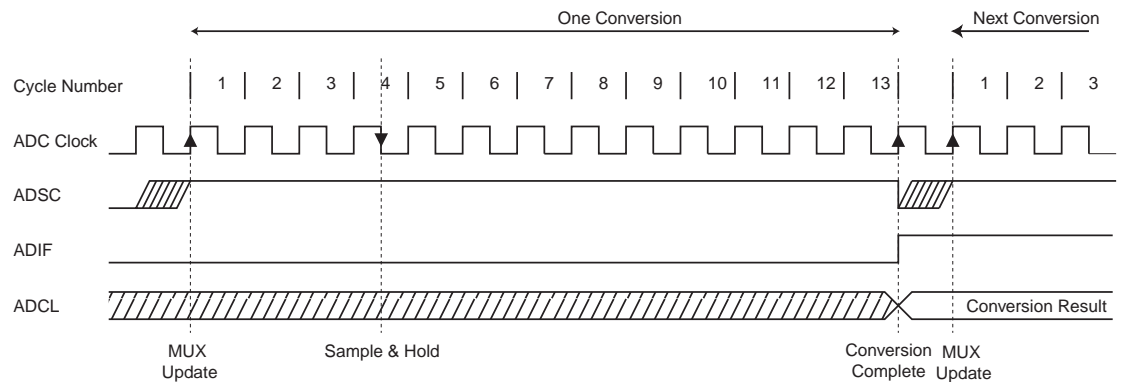 One Conversion
Next Conversion
Cycle Number 1 2 3 4 5 6 7 8 9 10 11 12 13 1 2 3
ADC Clock
ADSC
ADIF
ADCL
Conversion Result
MUX Update
Sample & Hold
Conversion Complete
MUX Update